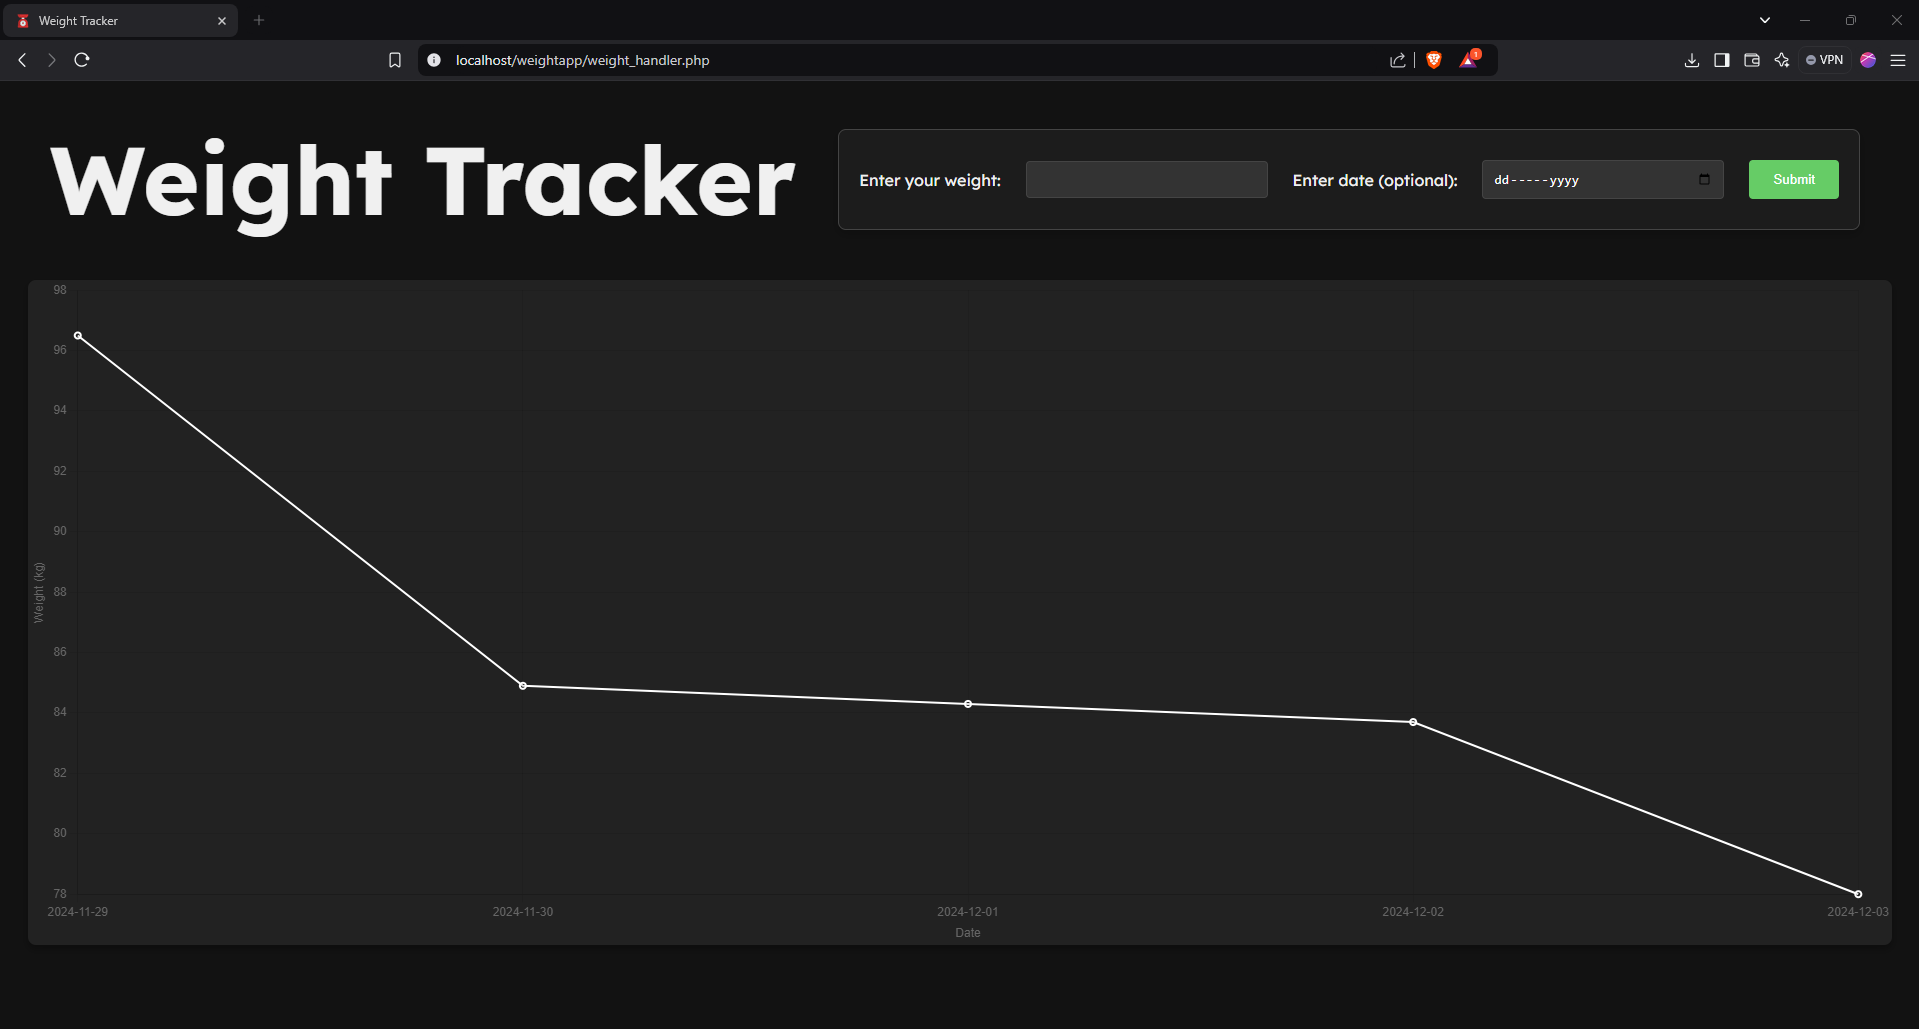 Weight Tracker
localhost/weightapp/weight_handler.php
1
VPN
Weight Tracker
Enter your weight:
Enter date (optional):
dd-----yyyy
Submit
98
96
94
92
90
88
86
84
82
80
78
Weight (kg)
2024-11-29
2024-11-30
2024-12-01
2024-12-02
2024-12-03
Date